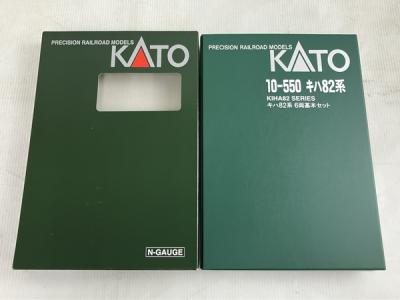 PRECISION RAILROAD MODELS
KATO
N-GAUGE
PRECISION RAILROAD MODELS
KATO
10-550 キハ82系
KIHA82 SERIES
キハ82系 6両基本セット